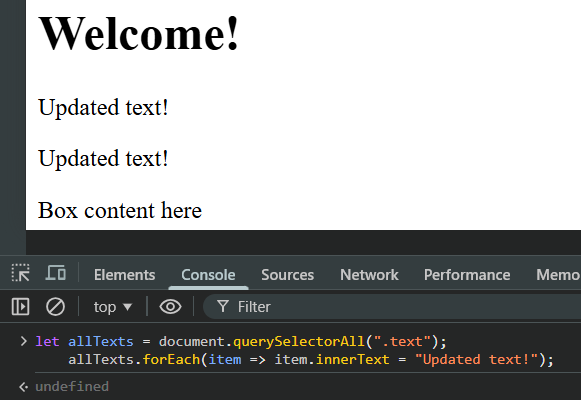 Welcome!
Updated text!
Updated text!
Box content here
Elements Console Sources Network Performance Memo
top Filter
let allTexts = document.querySelectorAll(".text");
allTexts.forEach(item => item.innerText = "Updated text!");
undefined